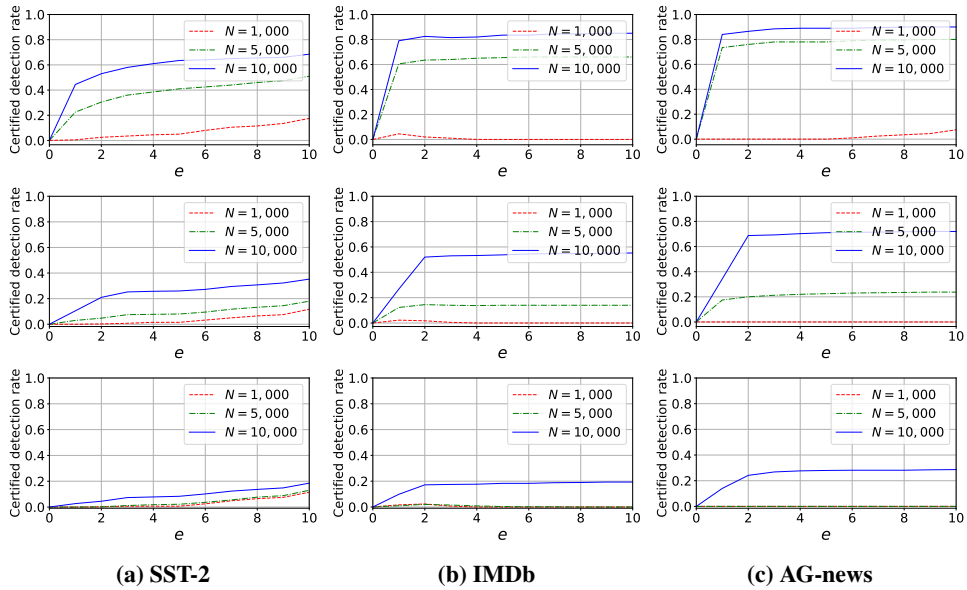 1.0
0.8
0.6
0.4
0.2
0.0
Certified detection rate
N = 1,000
N = 5,000
N = 10,000
0 2 4 6 8 10
e
1.0
0.8
0.6
0.4
0.2
0.0
Certified detection rate
N = 1,000
N = 5,000
N = 10,000
0 2 4 6 8 10
e
1.0
0.8
0.6
0.4
0.2
0.0
Certified detection rate
N = 1,000
N = 5,000
N = 10,000
0 2 4 6 8 10
e
1.0
0.8
0.6
0.4
0.2
0.0
Certified detection rate
N = 1,000
N = 5,000
N = 10,000
0 2 4 6 8 10
e
1.0
0.8
0.6
0.4
0.2
0.0
Certified detection rate
N = 1,000
N = 5,000
N = 10,000
0 2 4 6 8 10
e
1.0
0.8
0.6
0.4
0.2
0.0
Certified detection rate
N = 1,000
N = 5,000
N = 10,000
0 2 4 6 8 10
e
1.0
0.8
0.6
0.4
0.2
0.0
Certified detection rate
N = 1,000
N = 5,000
N = 10,000
0 2 4 6 8 10
e
1.0
0.8
0.6
0.4
0.2
0.0
Certified detection rate
N = 1,000
N = 5,000
N = 10,000
0 2 4 6 8 10
e
1.0
0.8
0.6
0.4
0.2
0.0
Certified detection rate
N = 1,000
N = 5,000
N = 10,000
0 2 4 6 8 10
e
(a) SST-2
(b) IMDb
(c) AG-news